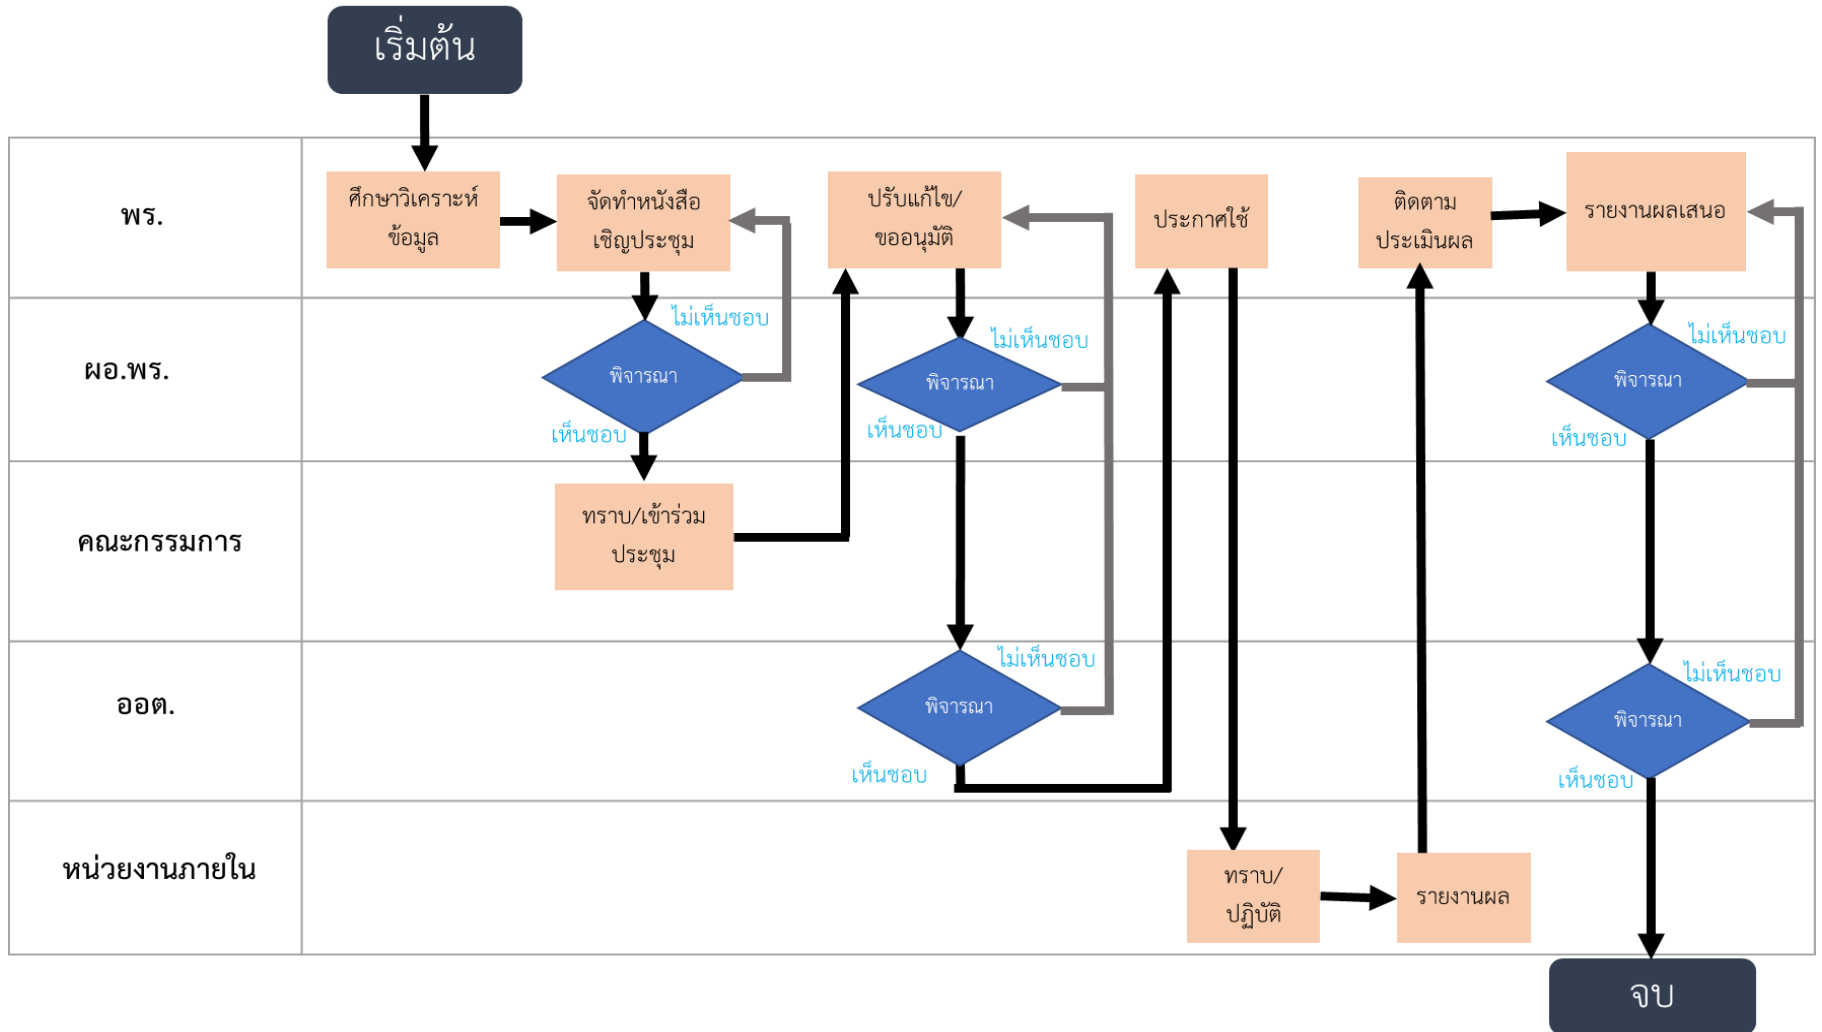 เริ่มต้น
พร.
ศึกษาวิเคราะห์
ข้อมูล
จัดทำหนังสือ
เชิญประชุม
ปรับแก้ไข/
ขออนุมัติ
ประกาศใช้
ติดตาม
ประเมินผล
รายงานผลเสนอ
ผอ.พร.
ไม่เห็นชอบ
พิจารณา
เห็นชอบ
ไม่เห็นชอบ
พิจารณา
เห็นชอบ
ไม่เห็นชอบ
พิจารณา
เห็นชอบ
คณะกรรมการ
ทราบ/เข้าร่วม
ประชุม
ออต.
ไม่เห็นชอบ
พิจารณา
เห็นชอบ
ไม่เห็นชอบ
พิจารณา
เห็นชอบ
หน่วยงานภายใน
ทราบ/
ปฏิบัติ
รายงานผล
จบ